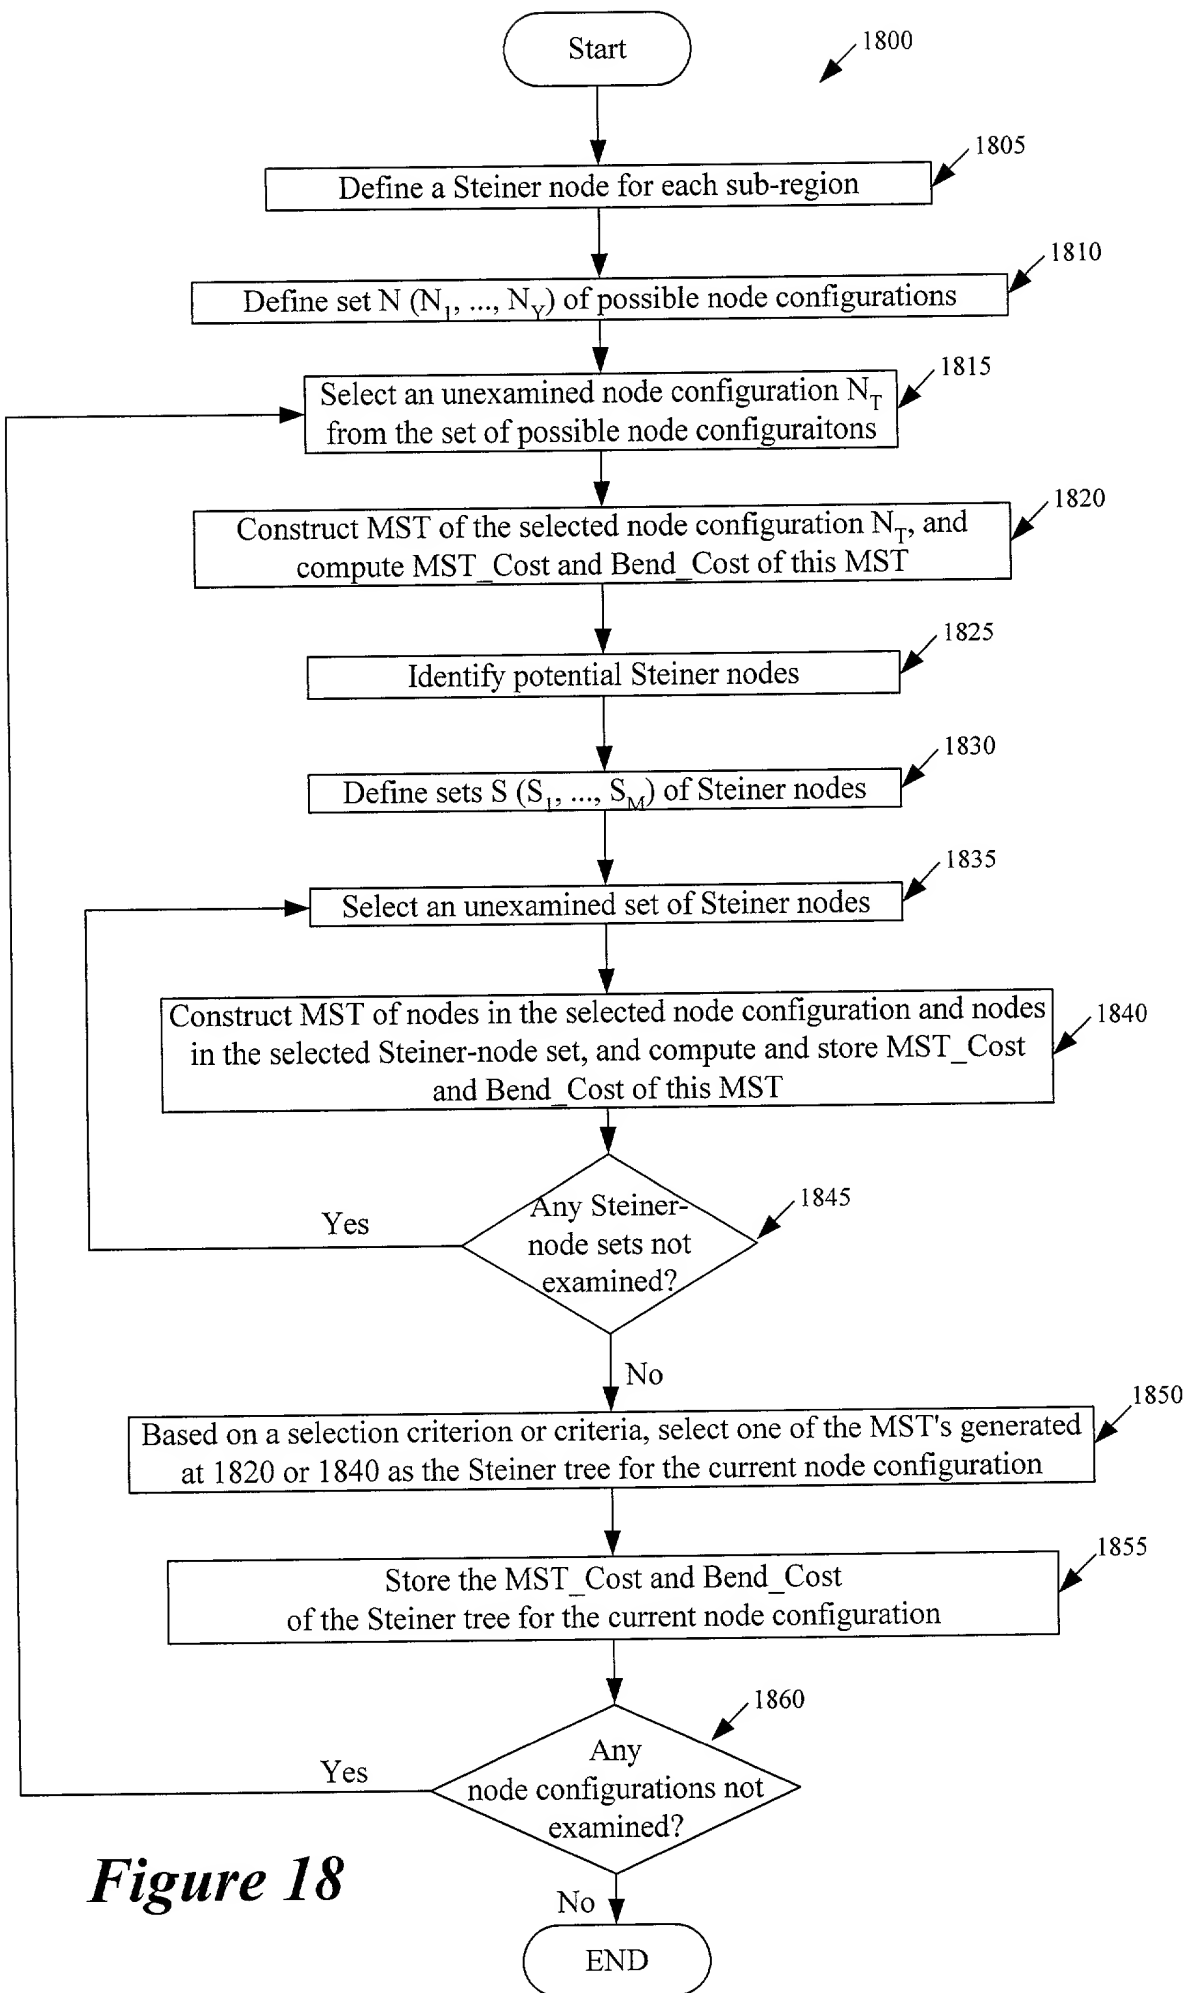 Start
1800
1805
Define a Steiner node for each sub-region
1810
Define set N (N1, ..., NY) of possible node configurations
1815
Select an unexamined node configuration NT
from the set of possible node configuraitons
1820
Construct MST of the selected node configuration NT, and
compute MST_Cost and Bend_Cost of this MST
1825
Identify potential Steiner nodes
1830
Define sets S (S1, ..., SM) of Steiner nodes
1835
Select an unexamined set of Steiner nodes
1840
Construct MST of nodes in the selected node configuration and nodes
in the selected Steiner-node set, and compute and store MST_Cost
and Bend_Cost of this MST
1845
Any Steiner-
node sets not
examined?
Yes
No
1850
Based on a selection criterion or criteria, select one of the MST's generated
at 1820 or 1840 as the Steiner tree for the current node configuration
1855
Store the MST_Cost and Bend_Cost
of the Steiner tree for the current node configuration
1860
Any
node configurations not
examined?
Yes
No
END
Figure 18